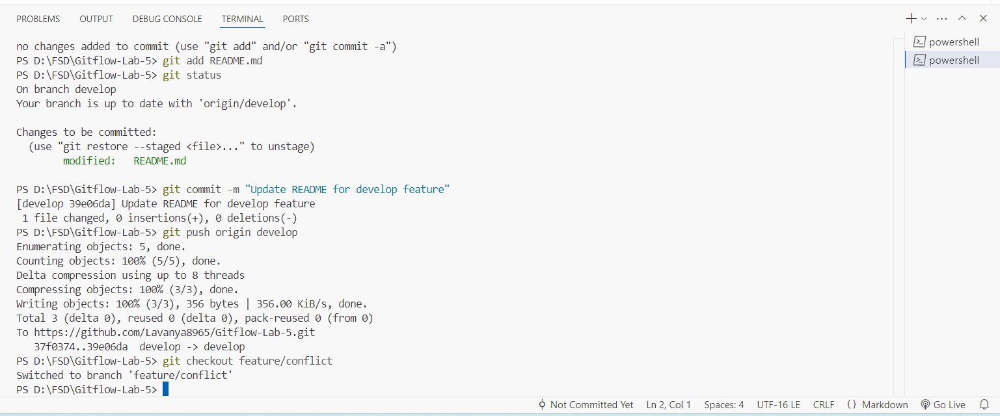 PROBLEMS OUTPUT DEBUG CONSOLE TERMINAL PORTS
no changes added to commit (use "git add" and/or "git commit -a")
PS D:\FSD\Gitflow-Lab-5> git add README.md
PS D:\FSD\Gitflow-Lab-5> git status
On branch develop
Your branch is up to date with 'origin/develop'.

Changes to be committed:
  (use "git restore --staged <file>..." to unstage)
        modified:   README.md

PS D:\FSD\Gitflow-Lab-5> git commit -m "Update README for develop feature"
[develop 39e06da] Update README for develop feature
 1 file changed, 0 insertions(+), 0 deletions(-)
PS D:\FSD\Gitflow-Lab-5> git push origin develop
Enumerating objects: 5, done.
Counting objects: 100% (5/5), done.
Delta compression using up to 8 threads
Compressing objects: 100% (3/3), done.
Writing objects: 100% (3/3), 356 bytes | 356.00 KiB/s, done.
Total 3 (delta 0), reused 0 (delta 0), pack-reused 0 (from 0)
To https://github.com/Lavanya8965/Gitflow-Lab-5.git
   37f0374..39e06da  develop -> develop
PS D:\FSD\Gitflow-Lab-5> git checkout feature/conflict
Switched to branch 'feature/conflict'
PS D:\FSD\Gitflow-Lab-5>
powershell
powershell
Not Committed Yet Ln 2, Col 1 Spaces: 4 UTF-16 LE CRLF {} Markdown Go Live